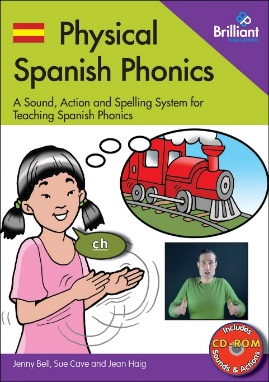 Physical
Spanish Phonics
Brilliant
A Sound, Action and Spelling System for
Teaching Spanish Phonics
ch
Jenny Bell, Sue Cave and Jean Haig
Includes
CD-ROM
Sounds & Actions